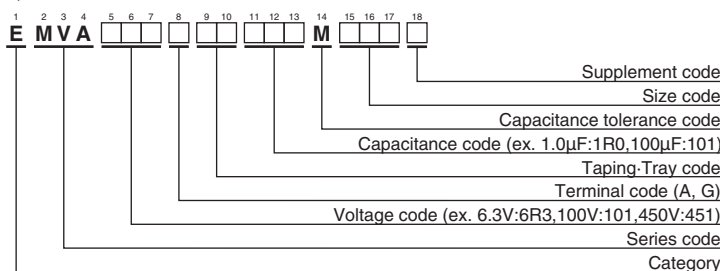 1 2 3 4 5 6 7 8 9 10 11 12 13 14 15 16 17 18
E MVA □□□ □ □□ □□□ M □□□ □
Supplement code
Size code
Capacitance tolerance code
Capacitance code (ex. 1.0μF:1R0,100μF:101)
Taping·Tray code
Terminal code (A, G)
Voltage code (ex. 6.3V:6R3,100V:101,450V:451)
Series code
Category